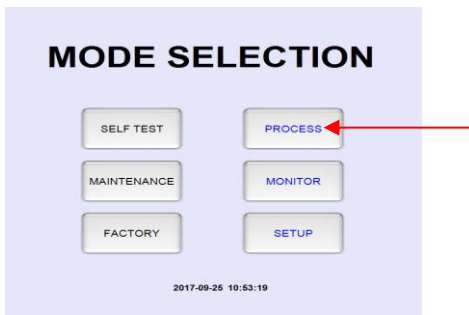 MODE SELECTION
SELF TEST PROCESS
MAINTENANCE MONITOR
FACTORY SETUP
2017-09-25 10:53:19